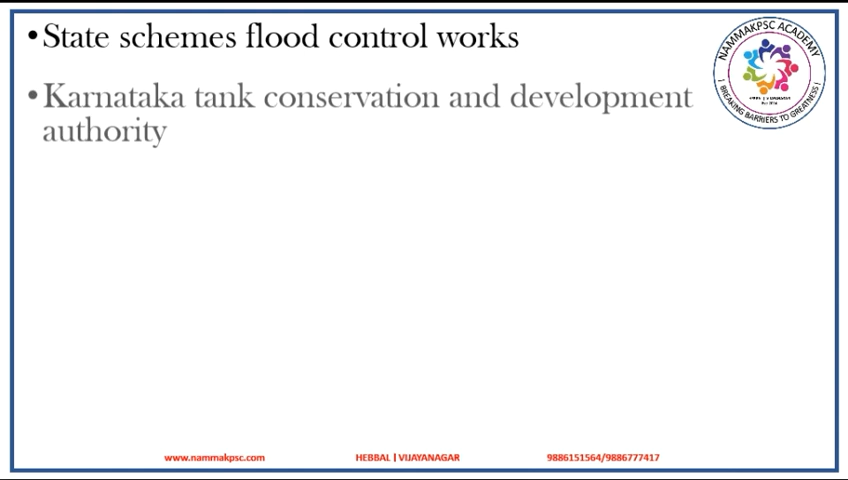 •State schemes flood control works
•Karnataka tank conservation and development
authority
NAMMAKPSC ACADEMY
! BREAKING BARRIERS TO GREATNESS !
www.nammakpsc.com HEBBAL | VIJAYANAGAR 9886151564/9886777417